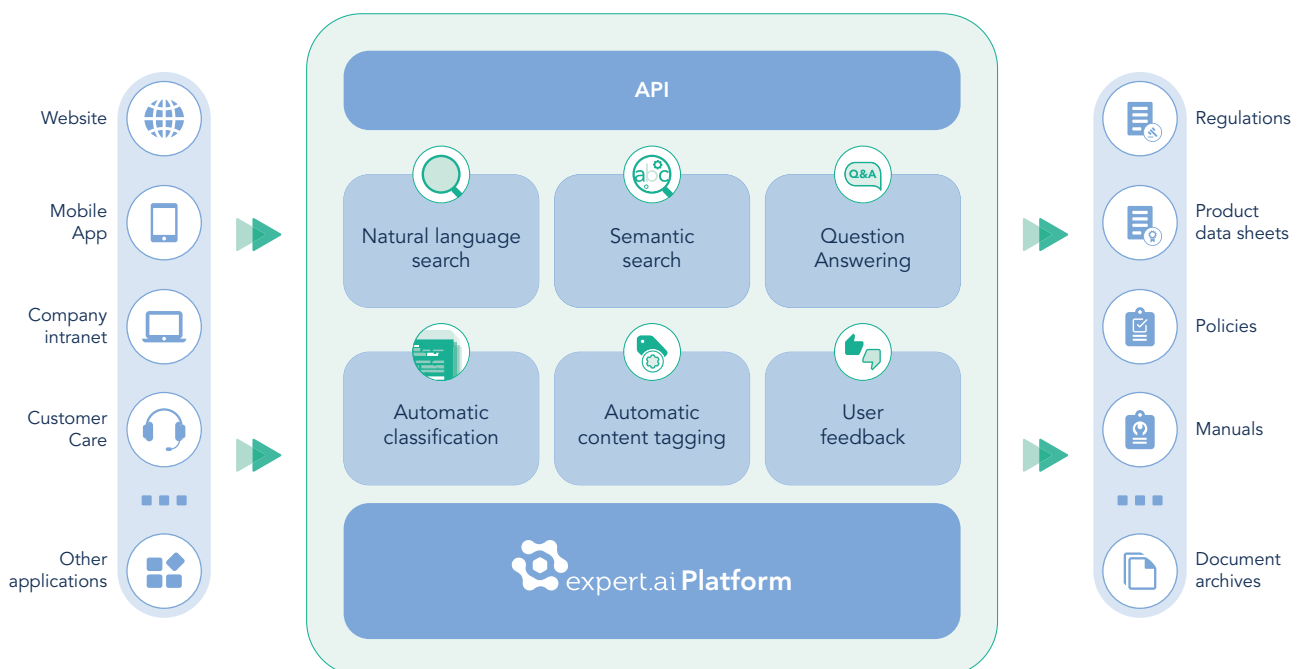 Website
Mobile
App
Company
intranet
Customer
Care
Other
applications
API
Natural language
search
abc
Semantic
search
Q&A
Question
Answering
Automatic
classification
Automatic
content tagging
User
feedback
expert.ai Platform
Regulations
Product
data sheets
Policies
Manuals
Document
archives